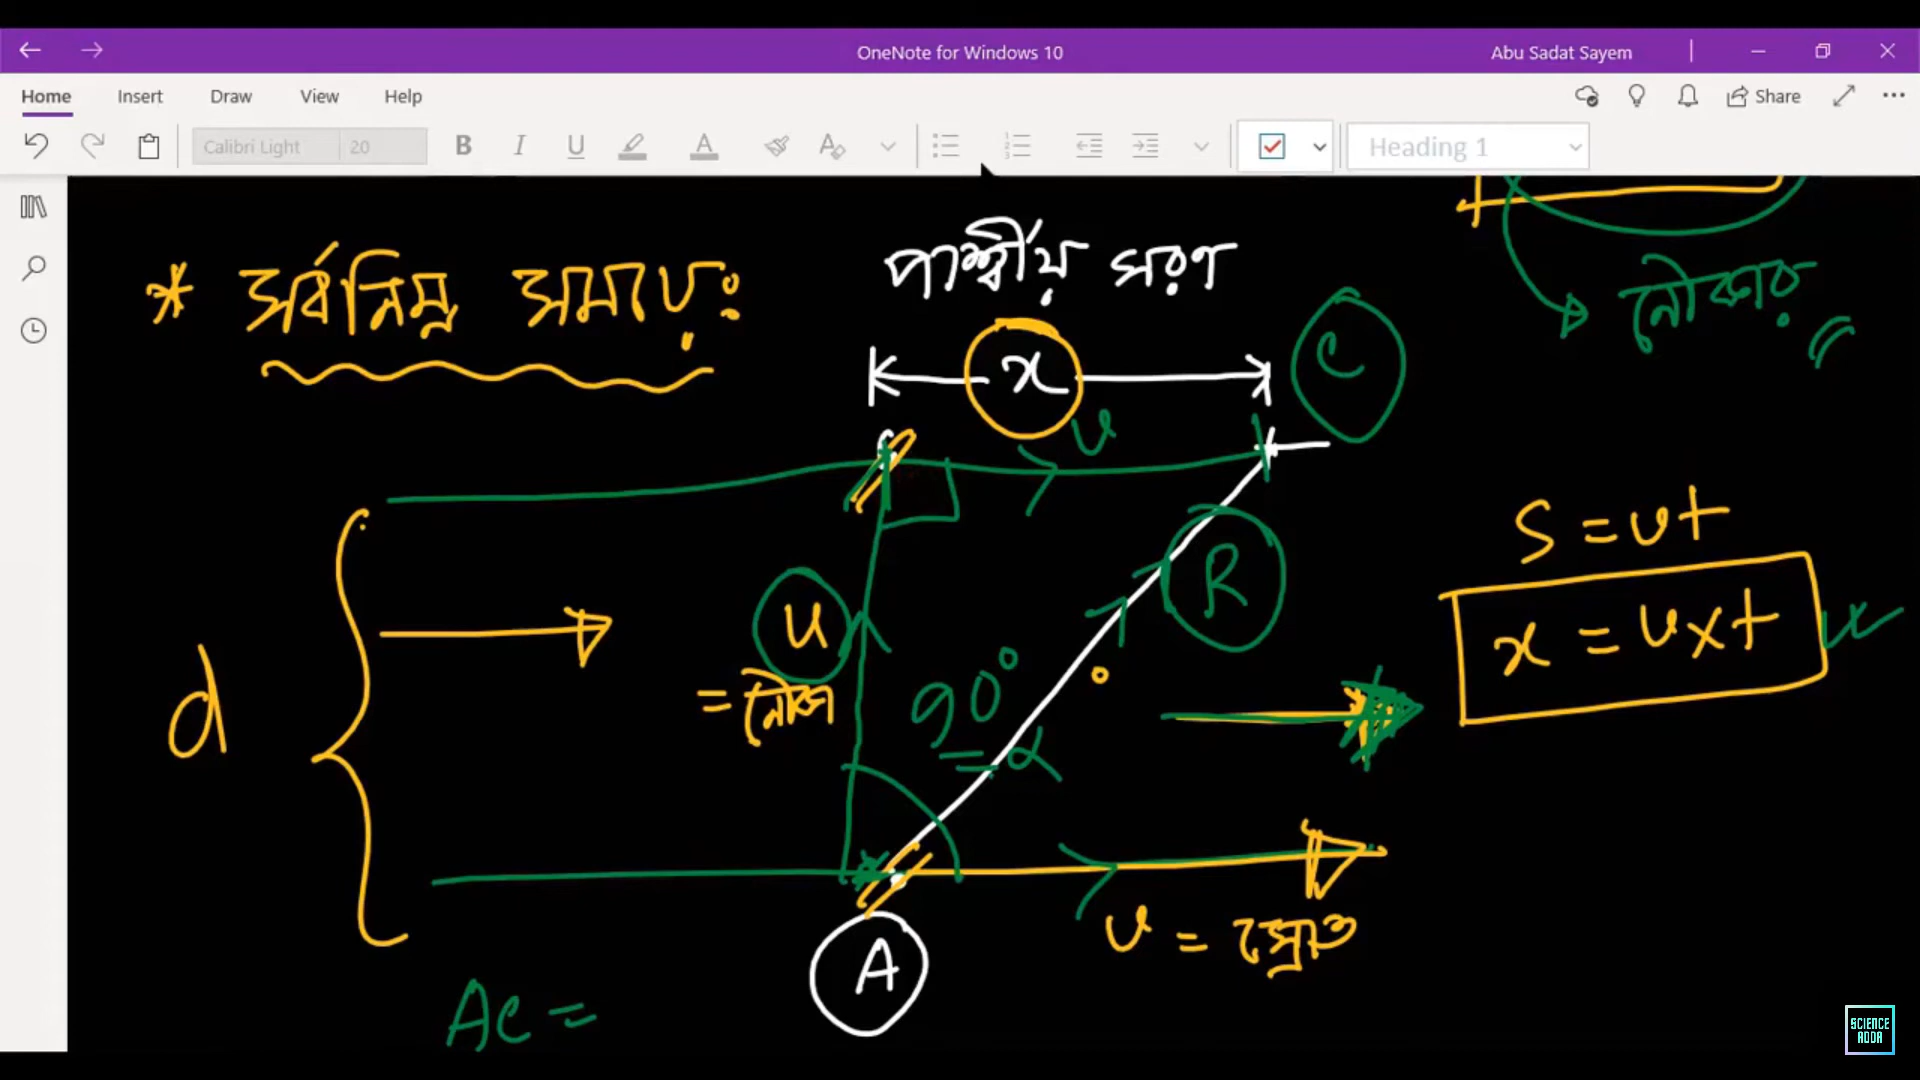 OneNote for Windows 10
Abu Sadat Sayem
Home Insert Draw View Help
Share
Calibri Light 20 B I U A A
Heading 1
* সর্বনিম্ন সময়ে:
পার্শ্বীয় সরণ
নৌকার
x
C
v
S = vt
R
x = v x t
u
= নৌকা
90°
α
d
v = স্রোত
A
AC =
SCIENCE
ADDA